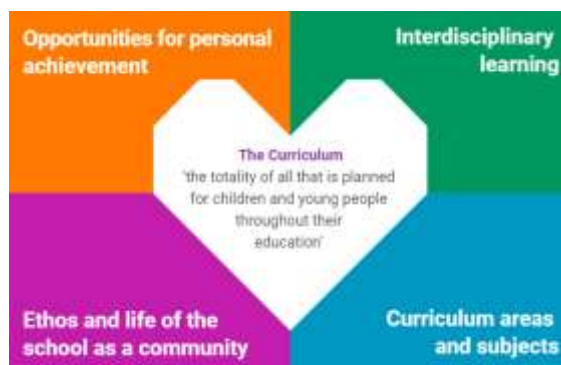 Opportunities for personal
achievement
Interdisciplinary
learning
The Curriculum
'the totality of all that is planned
for children and young people
throughout their
education'
Ethos and life of the
school as a community
Curriculum areas
and subjects